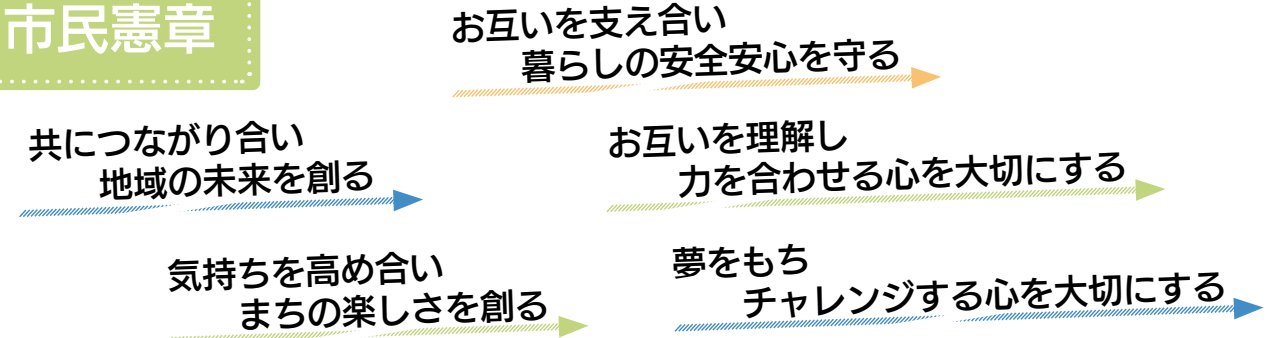 市民憲章
お互いを支え合い
暮らしの安全安心を守る
共につながり合い
地域の未来を創る
お互いを理解し
力を合わせる心を大切にする
気持ちを高め合い
まちの楽しさを創る
夢をもち
チャレンジする心を大切にする